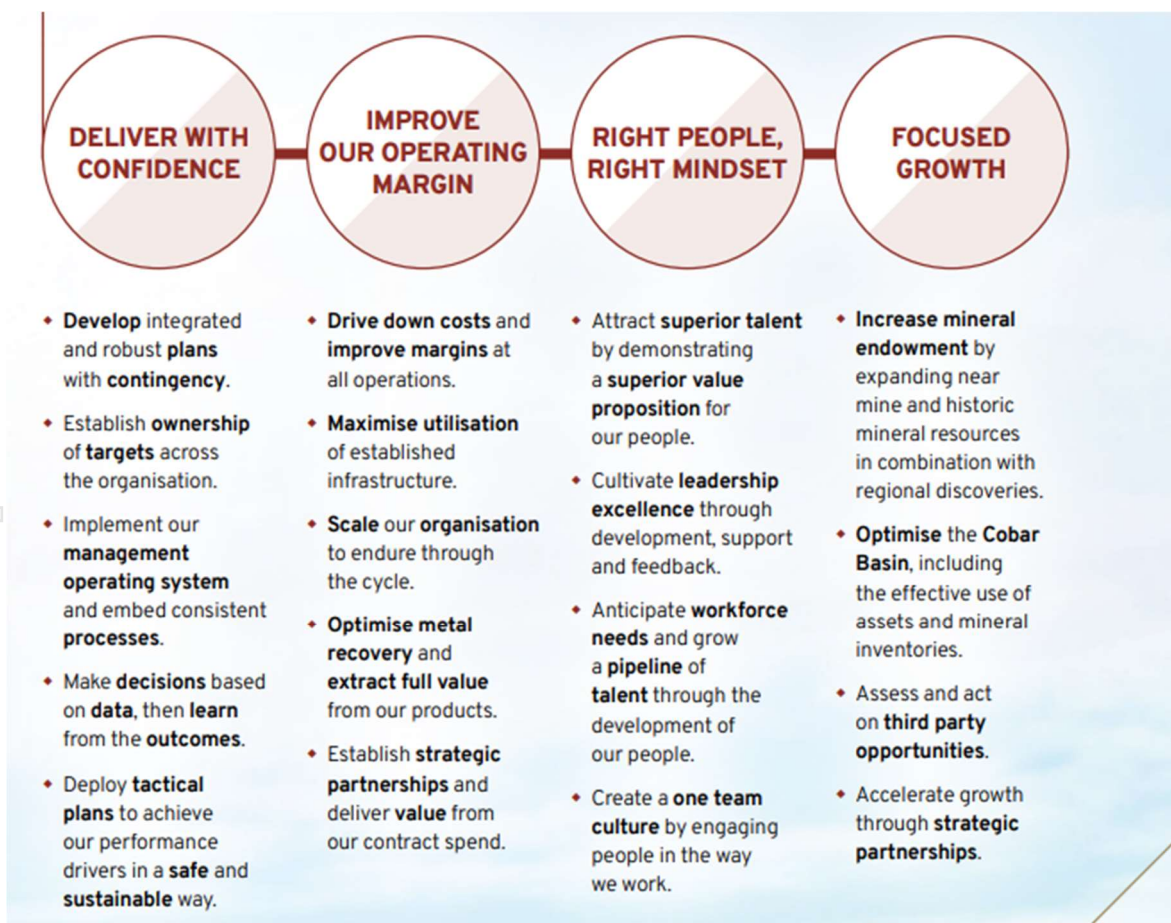 DELIVER WITH
CONFIDENCE
IMPROVE
OUR OPERATING
MARGIN
RIGHT PEOPLE,
RIGHT MINDSET
FOCUSED
GROWTH
Develop integrated
and robust plans
with contingency.
Establish ownership
of targets across
the organisation.
Implement our
management
operating system
and embed consistent
processes.
Make decisions based
on data, then learn
from the outcomes.
Deploy tactical
plans to achieve
our performance
drivers in a safe and
sustainable way.
Drive down costs and
improve margins at
all operations.
Maximise utilisation
of established
infrastructure.
Scale our organisation
to endure through
the cycle.
Optimise metal
recovery and
extract full value
from our products.
Establish strategic
partnerships and
deliver value from
our contract spend.
Attract superior talent
by demonstrating
a superior value
proposition for
our people.
Cultivate leadership
excellence through
development, support
and feedback.
Anticipate workforce
needs and grow
a pipeline of
talent through the
development of
our people.
Create a one team
culture by engaging
people in the way
we work.
Increase mineral
endowment by
expanding near
mine and historic
mineral resources
in combination with
regional discoveries.
Optimise the Cobar
Basin, including
the effective use of
assets and mineral
inventories.
Assess and act
on third party
opportunities.
Accelerate growth
through strategic
partnerships.